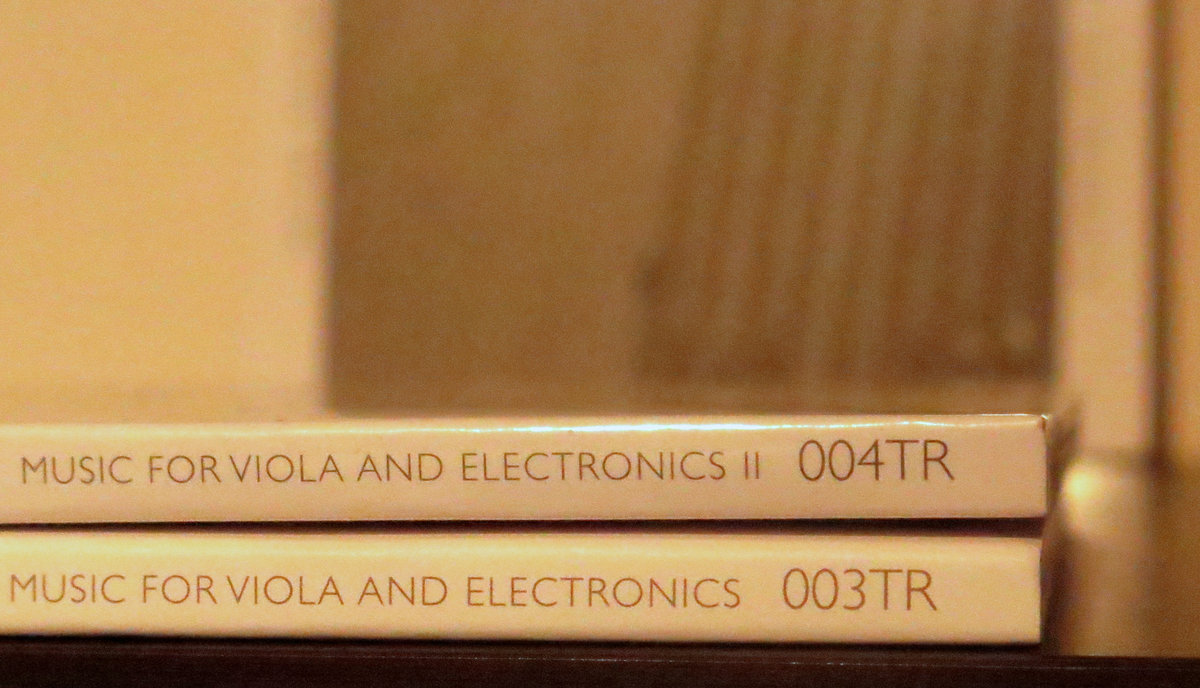 MUSIC FOR VIOLA AND ELECTRONICS II 004TR
MUSIC FOR VIOLA AND ELECTRONICS 003TR